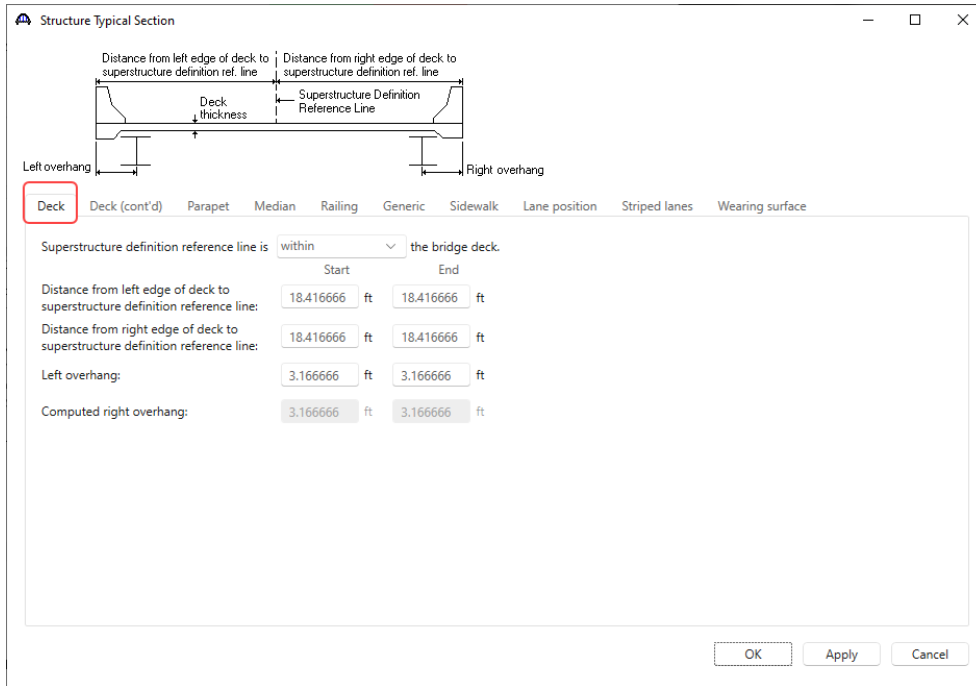 Structure Typical Section
Distance from left edge of deck to
superstructure definition ref. line
Distance from right edge of deck to
superstructure definition ref. line
Deck
thickness
Superstructure Definition
Reference Line
Left overhang
Right overhang
Deck Deck (cont'd) Parapet Median Railing Generic Sidewalk Lane position Striped lanes Wearing surface
Superstructure definition reference line is within the bridge deck.
Start End
Distance from left edge of deck to
superstructure definition reference line:
18.416666 ft 18.416666 ft
Distance from right edge of deck to
superstructure definition reference line:
18.416666 ft 18.416666 ft
Left overhang: 3.166666 ft 3.166666 ft
Computed right overhang: 3.166666 ft 3.166666 ft
OK Apply Cancel